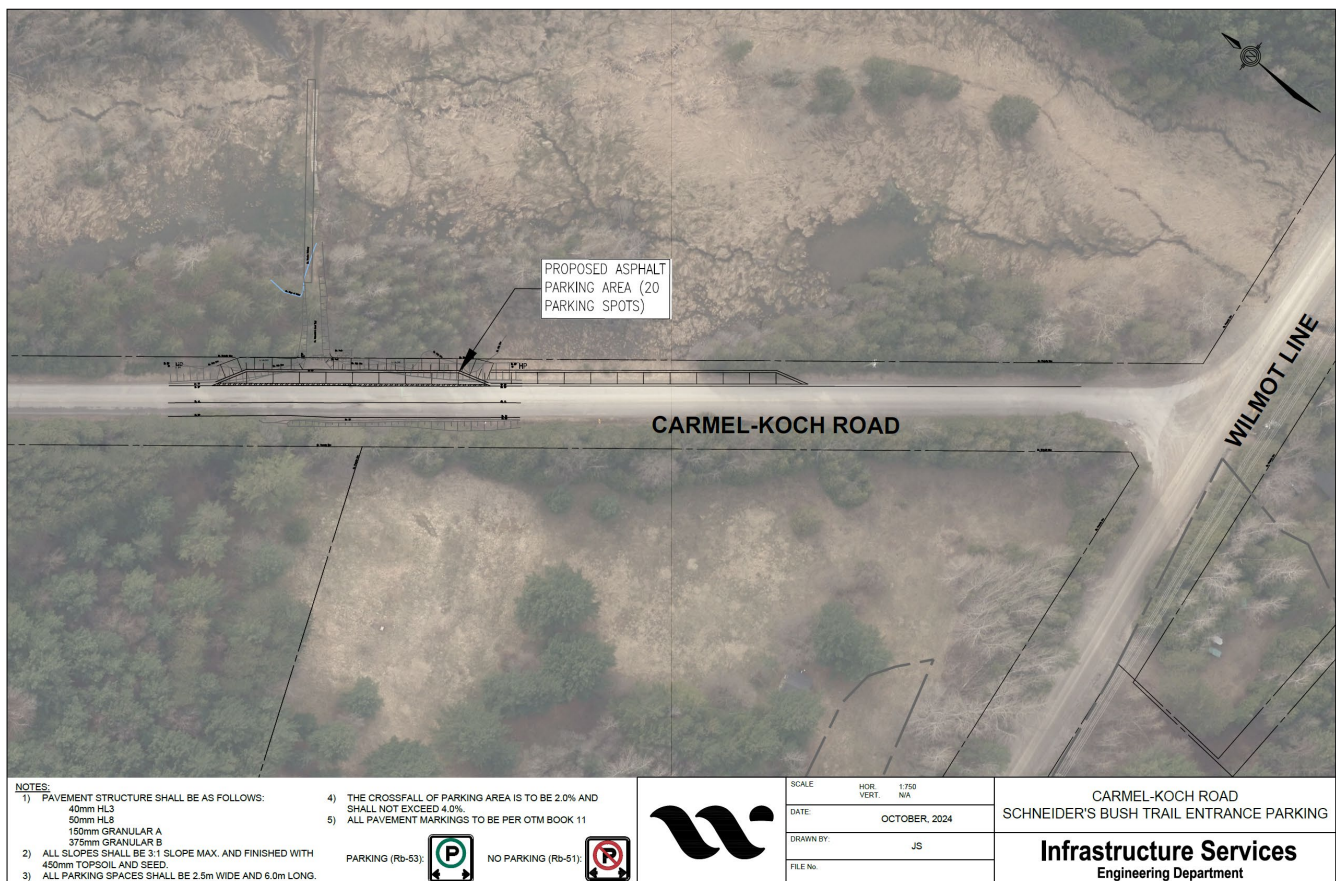 PROPOSED ASPHALT
PARKING AREA (20
PARKING SPOTS)
HP
HP
CARMEL-KOCH ROAD
WILMOT LINE
NOTES:
1) PAVEMENT STRUCTURE SHALL BE AS FOLLOWS:
40mm HL3
50mm HL8
150mm GRANULAR A
375mm GRANULAR B
2) ALL SLOPES SHALL BE 3:1 SLOPE MAX. AND FINISHED WITH
450mm TOPSOIL AND SEED.
3) ALL PARKING SPACES SHALL BE 2.5m WIDE AND 6.0m LONG.
4) THE CROSSFALL OF PARKING AREA IS TO BE 2.0% AND
SHALL NOT EXCEED 4.0%.
5) ALL PAVEMENT MARKINGS TO BE PER OTM BOOK 11
PARKING (Rb-53): P NO PARKING (Rb-51): P
SCALE HOR. 1:750
VERT. N/A
DATE: OCTOBER, 2024
DRAWN BY: JS
FILE No.
CARMEL-KOCH ROAD
SCHNEIDER'S BUSH TRAIL ENTRANCE PARKING
Infrastructure Services
Engineering Department